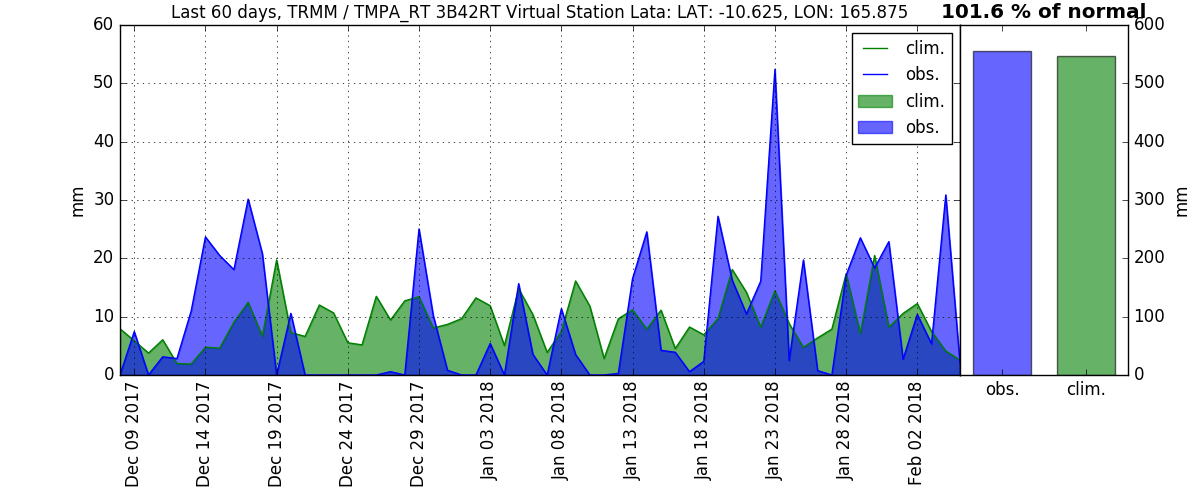 Last 60 days, TRMM / TMPA_RT 3B42RT Virtual Station Lata: LAT: -10.625, LON: 165.875
101.6 % of normal
60
50
40
30
20
10
0
mm
clim.
obs.
clim.
obs.
600
500
400
300
200
100
0
mm
obs.
clim.
Dec 09 2017
Dec 14 2017
Dec 19 2017
Dec 24 2017
Dec 29 2017
Jan 03 2018
Jan 08 2018
Jan 13 2018
Jan 18 2018
Jan 23 2018
Jan 28 2018
Feb 02 2018